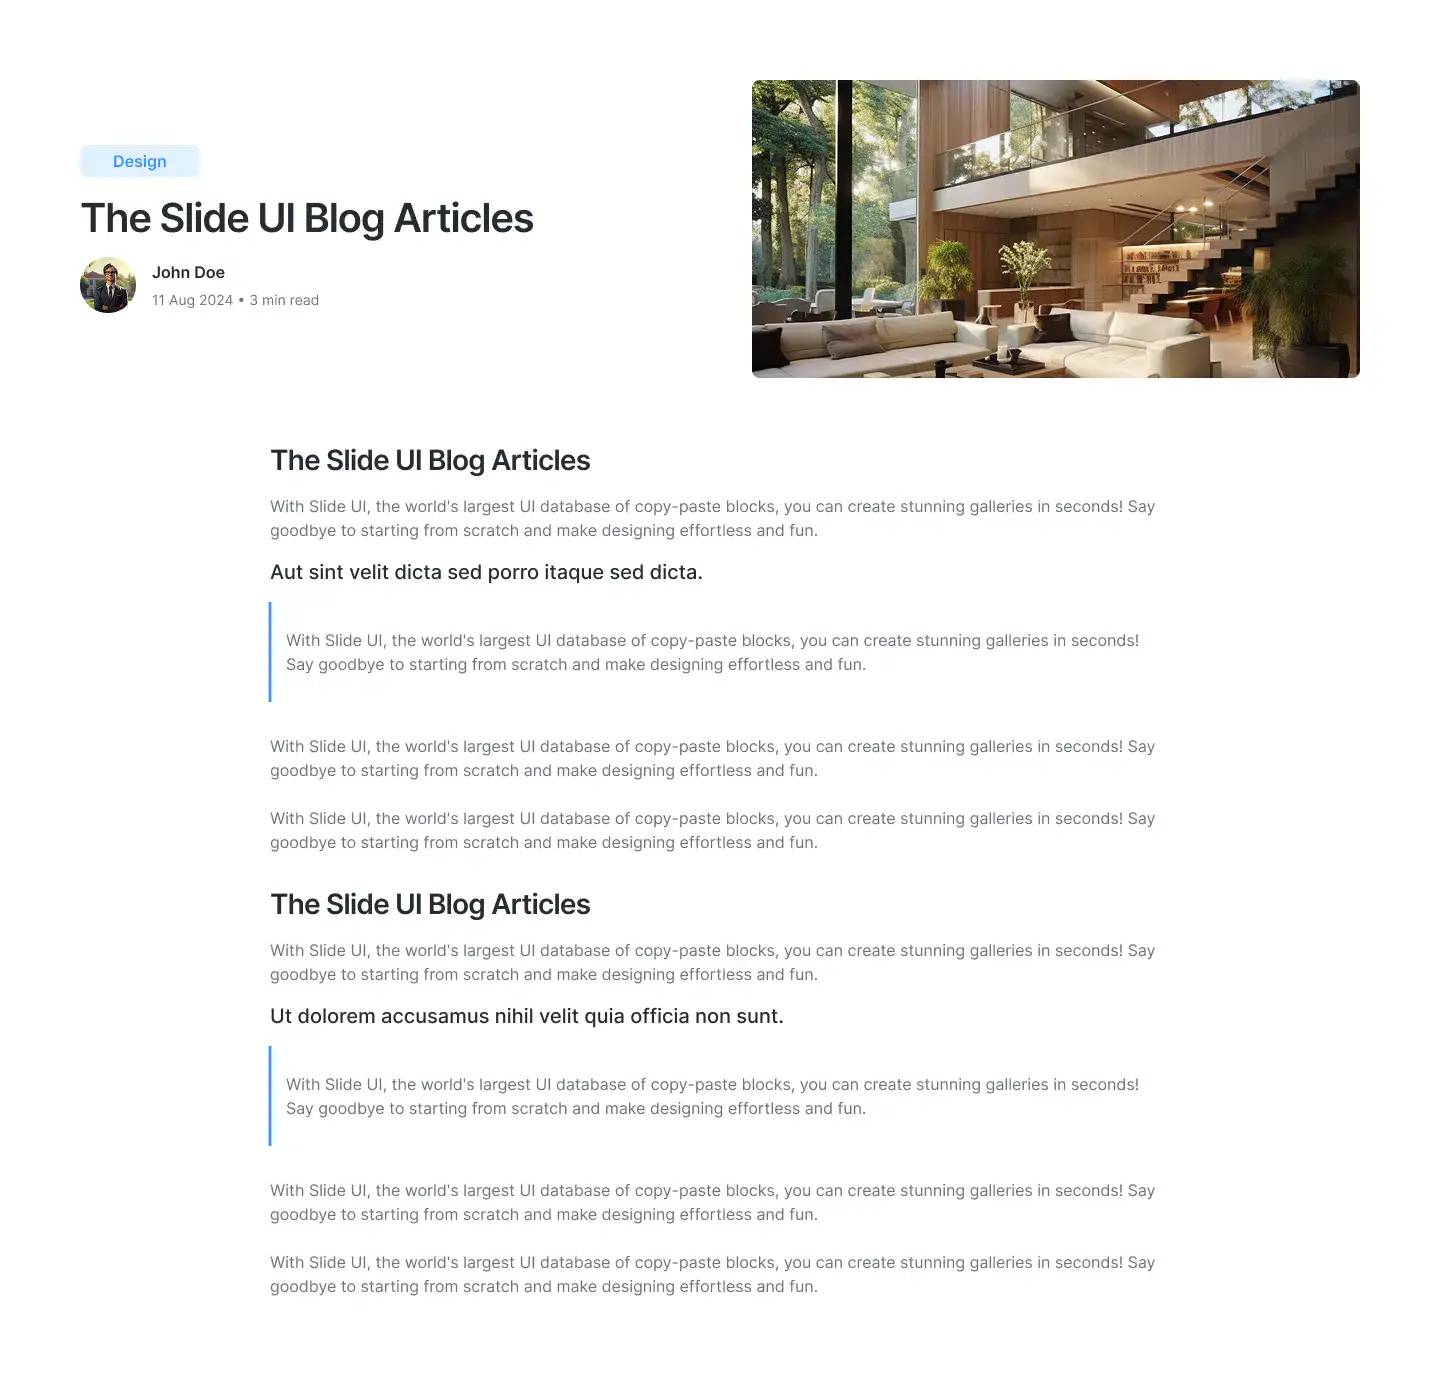 Design
The Slide UI Blog Articles
John Doe
11 Aug 2024 • 3 min read
The Slide UI Blog Articles
With Slide UI, the world's largest UI database of copy-paste blocks, you can create stunning galleries in seconds! Say
goodbye to starting from scratch and make designing effortless and fun.
Aut sint velit dicta sed porro itaque sed dicta.
With Slide UI, the world's largest UI database of copy-paste blocks, you can create stunning galleries in seconds!
Say goodbye to starting from scratch and make designing effortless and fun.
With Slide UI, the world's largest UI database of copy-paste blocks, you can create stunning galleries in seconds! Say
goodbye to starting from scratch and make designing effortless and fun.
With Slide UI, the world's largest UI database of copy-paste blocks, you can create stunning galleries in seconds! Say
goodbye to starting from scratch and make designing effortless and fun.
The Slide UI Blog Articles
With Slide UI, the world's largest UI database of copy-paste blocks, you can create stunning galleries in seconds! Say
goodbye to starting from scratch and make designing effortless and fun.
Ut dolorem accusamus nihil velit quia officia non sunt.
With Slide UI, the world's largest UI database of copy-paste blocks, you can create stunning galleries in seconds!
Say goodbye to starting from scratch and make designing effortless and fun.
With Slide UI, the world's largest UI database of copy-paste blocks, you can create stunning galleries in seconds! Say
goodbye to starting from scratch and make designing effortless and fun.
With Slide UI, the world's largest UI database of copy-paste blocks, you can create stunning galleries in seconds! Say
goodbye to starting from scratch and make designing effortless and fun.